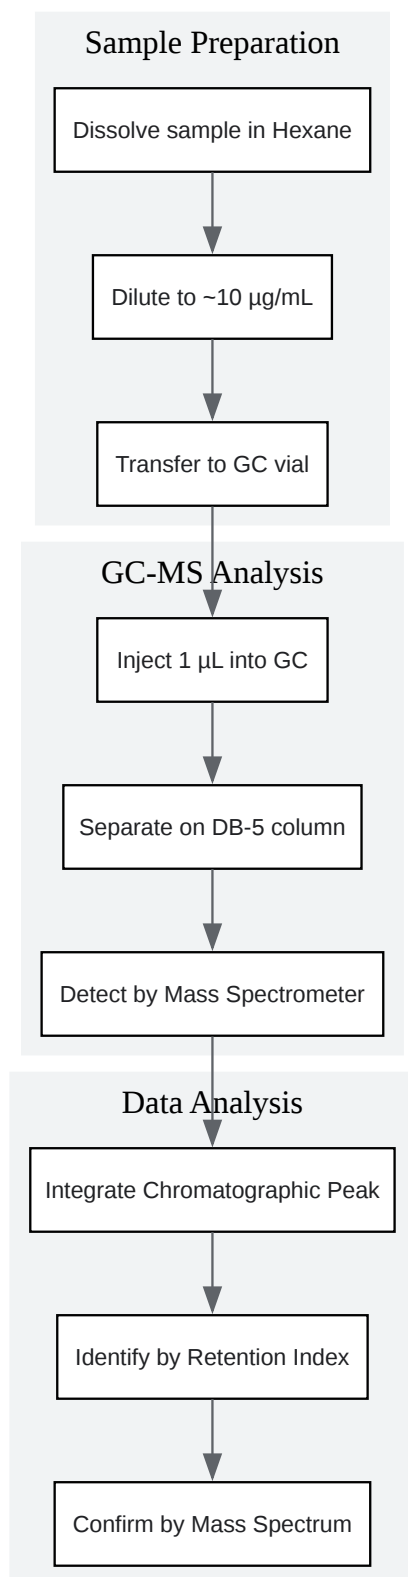 Sample Preparation
Dissolve sample in Hexane
Dilute to ~10 µg/mL
Transfer to GC vial
GC-MS Analysis
Inject 1 µL into GC
Separate on DB-5 column
Detect by Mass Spectrometer
Data Analysis
Integrate Chromatographic Peak
Identify by Retention Index
Confirm by Mass Spectrum